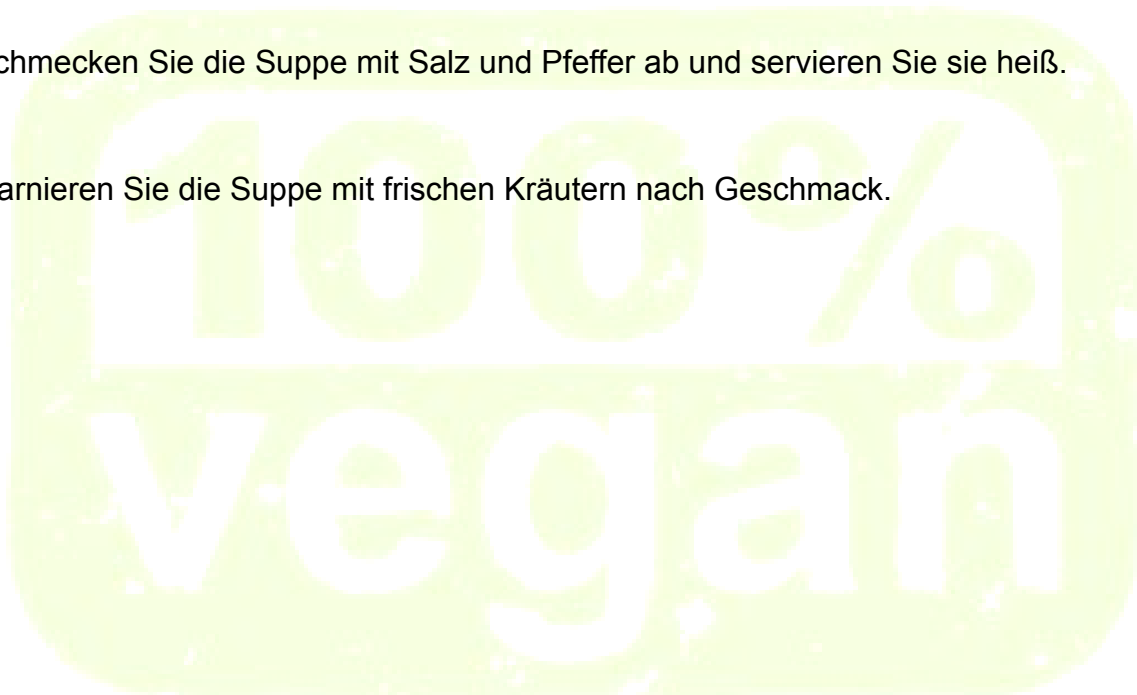 chmecken Sie die Suppe mit Salz und Pfeffer ab und servieren Sie sie heiß.
arnieren Sie die Suppe mit frischen Kräutern nach Geschmack.
100%
vegan